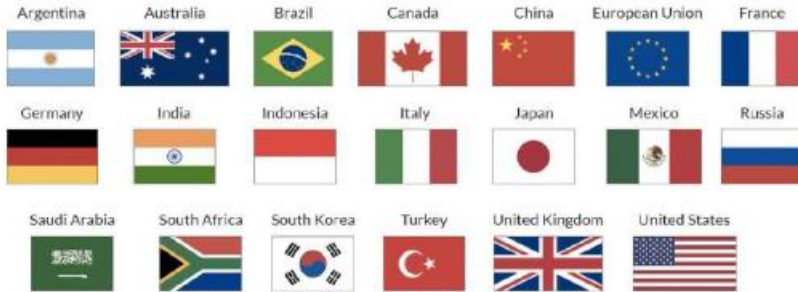 Argentina Australia Brazil Canada China European Union France
Germany India Indonesia Italy Japan Mexico Russia
Saudi Arabia South Africa South Korea Turkey United Kingdom United States